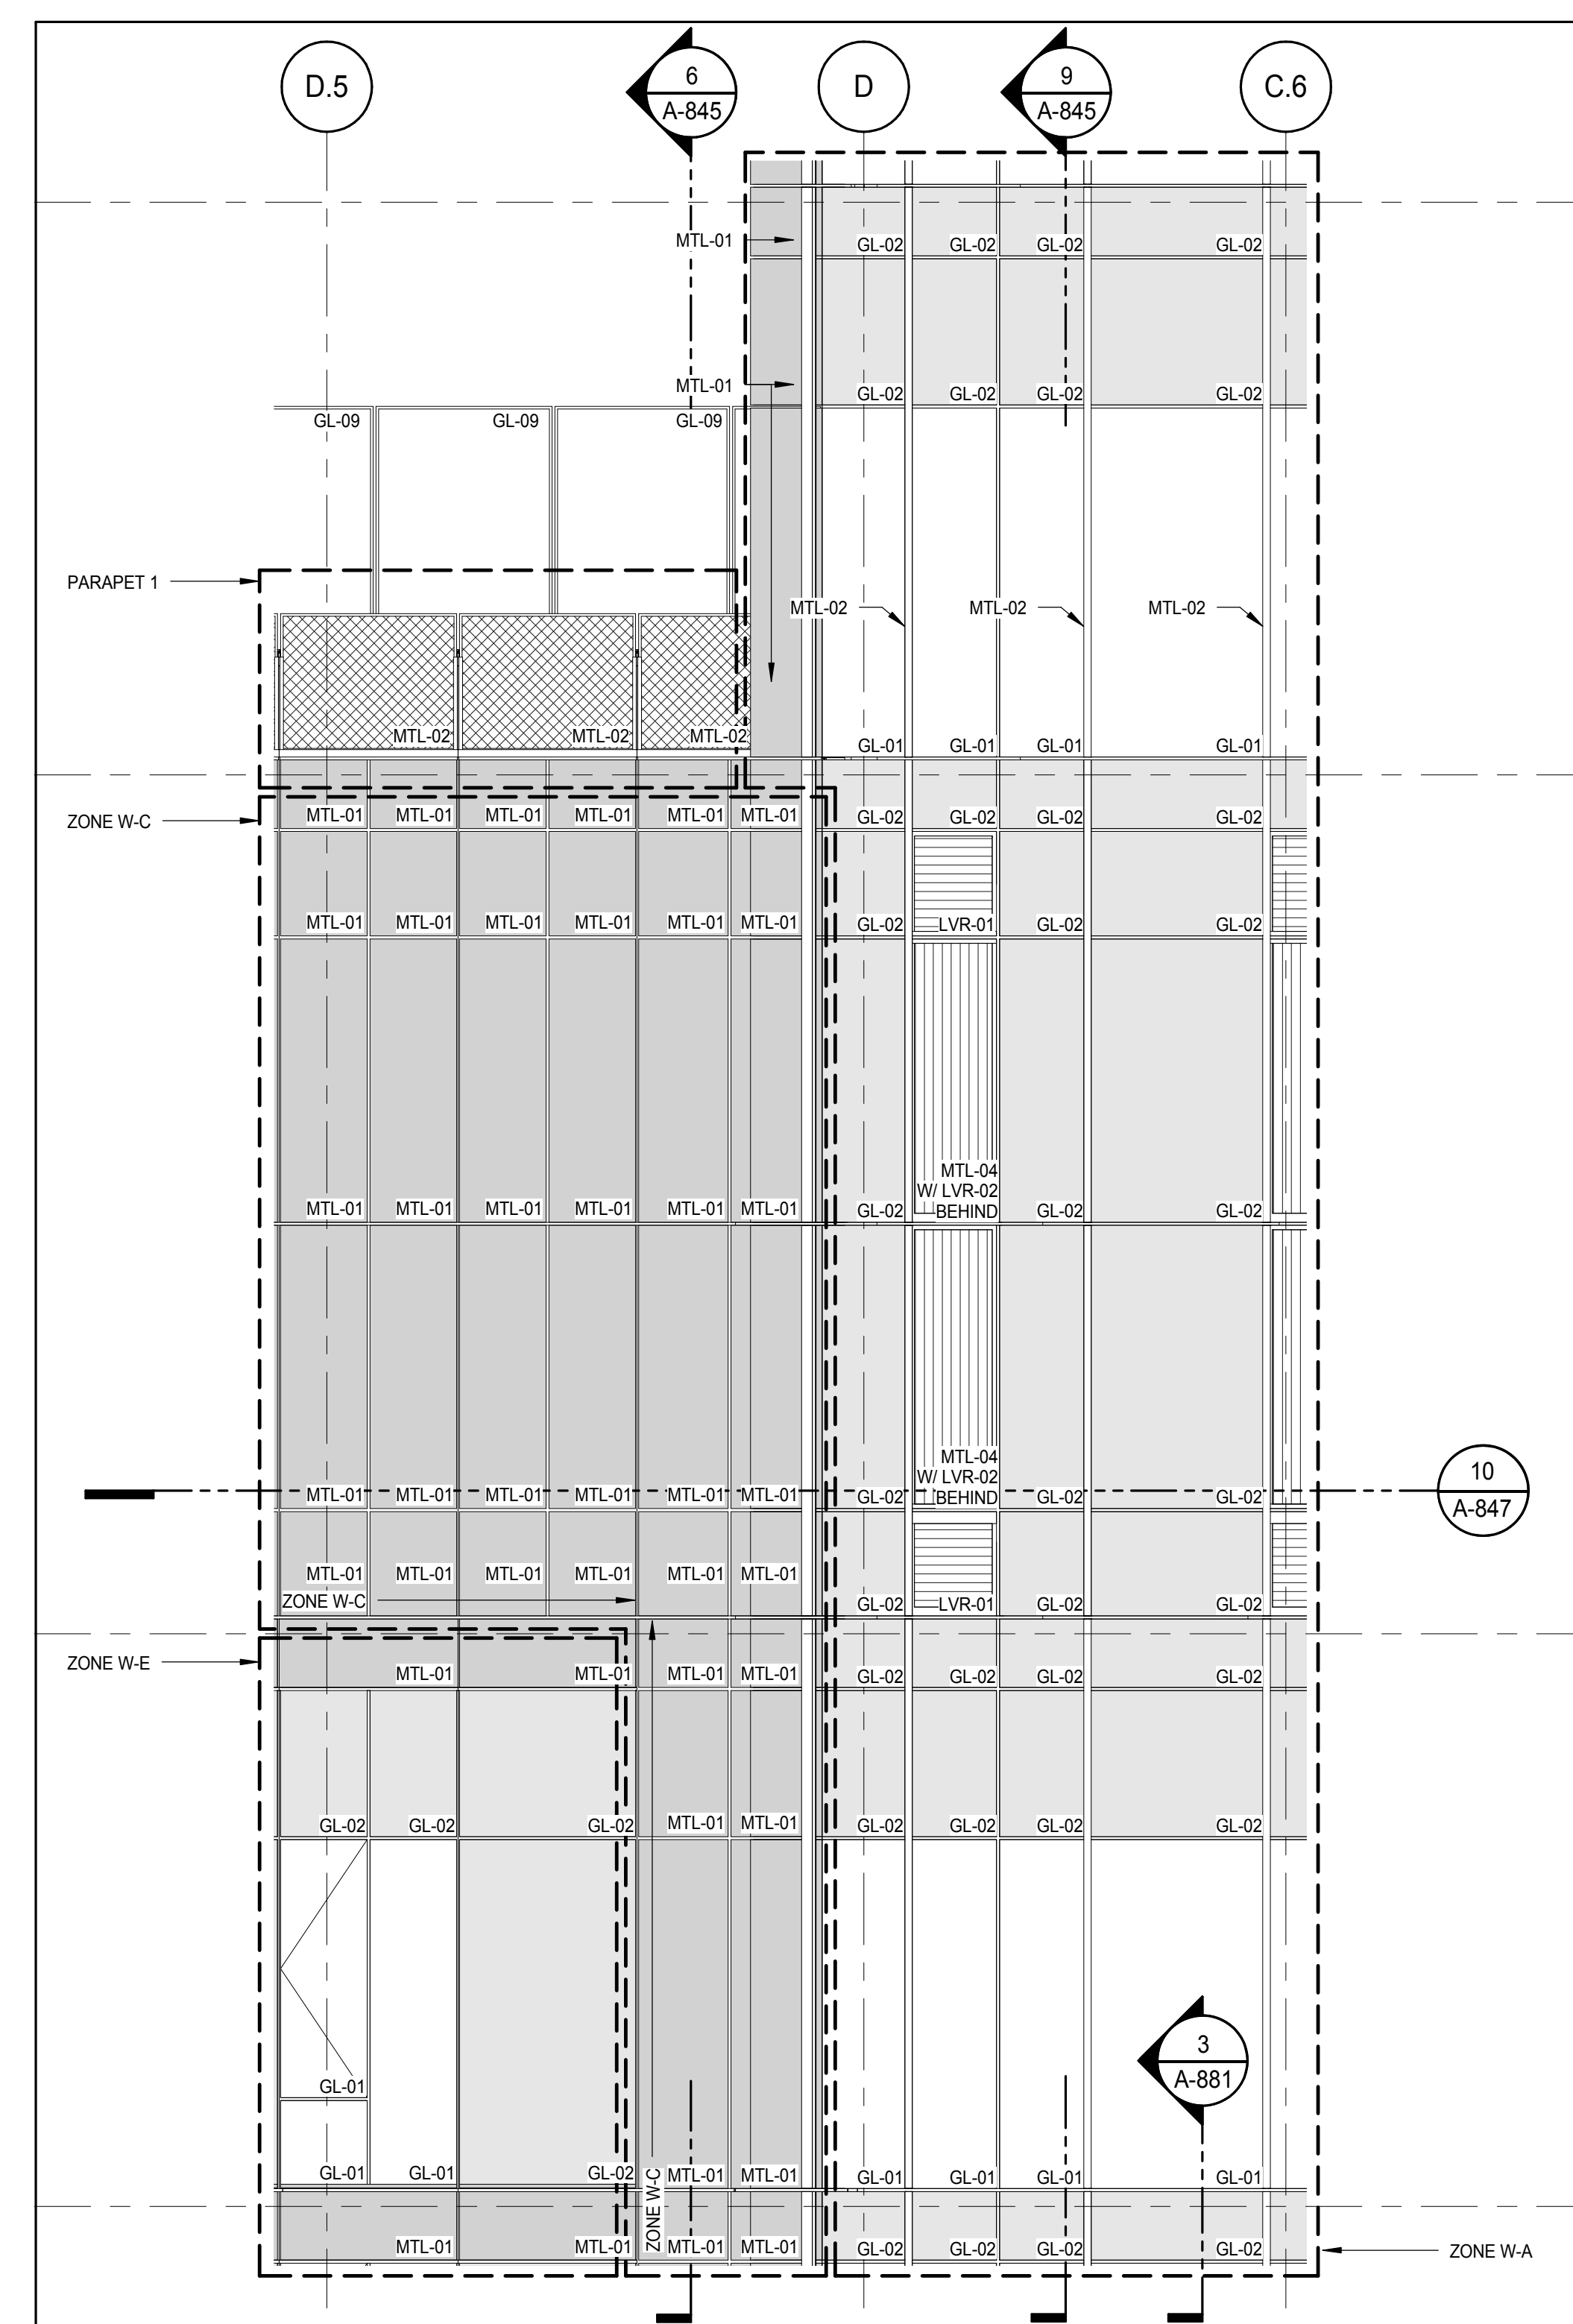 D.5
6
A-845
D
9
A-845
C.6
MTL-01
GL-02 GL-02 GL-02 GL-02
MTL-01
GL-02 GL-02 GL-02 GL-02
GL-09 GL-09 GL-09
PARAPET 1
MTL-02 MTL-02 MTL-02
MTL-02 MTL-02 MTL-02
GL-01 GL-01 GL-01 GL-01
ZONE W-C
MTL-01 MTL-01 MTL-01 MTL-01 MTL-01 MTL-01 GL-02 GL-02 GL-02 GL-02
MTL-01 MTL-01 MTL-01 MTL-01 MTL-01 MTL-01 GL-02 LVR-01 GL-02 GL-02
MTL-04
W/ LVR-02
BEHIND
MTL-01 MTL-01 MTL-01 MTL-01 MTL-01 MTL-01 GL-02 GL-02 GL-02
MTL-04
W/ LVR-02
BEHIND
MTL-01 MTL-01 MTL-01 MTL-01 MTL-01 MTL-01 GL-02 GL-02 GL-02
10
A-847
MTL-01 MTL-01 MTL-01 MTL-01 MTL-01 MTL-01
ZONE W-C
GL-02 LVR-01 GL-02 GL-02
ZONE W-E
MTL-01 MTL-01 MTL-01 MTL-01 GL-02 GL-02 GL-02 GL-02
GL-02 GL-02 GL-02 MTL-01 MTL-01 GL-02 GL-02 GL-02 GL-02
3
A-881
GL-01
GL-01 GL-01 GL-02 MTL-01 MTL-01 GL-01 GL-01 GL-01 GL-01
ZONE W-C
MTL-01 MTL-01 MTL-01 MTL-01 GL-02 GL-02 GL-02 GL-02
ZONE W-A